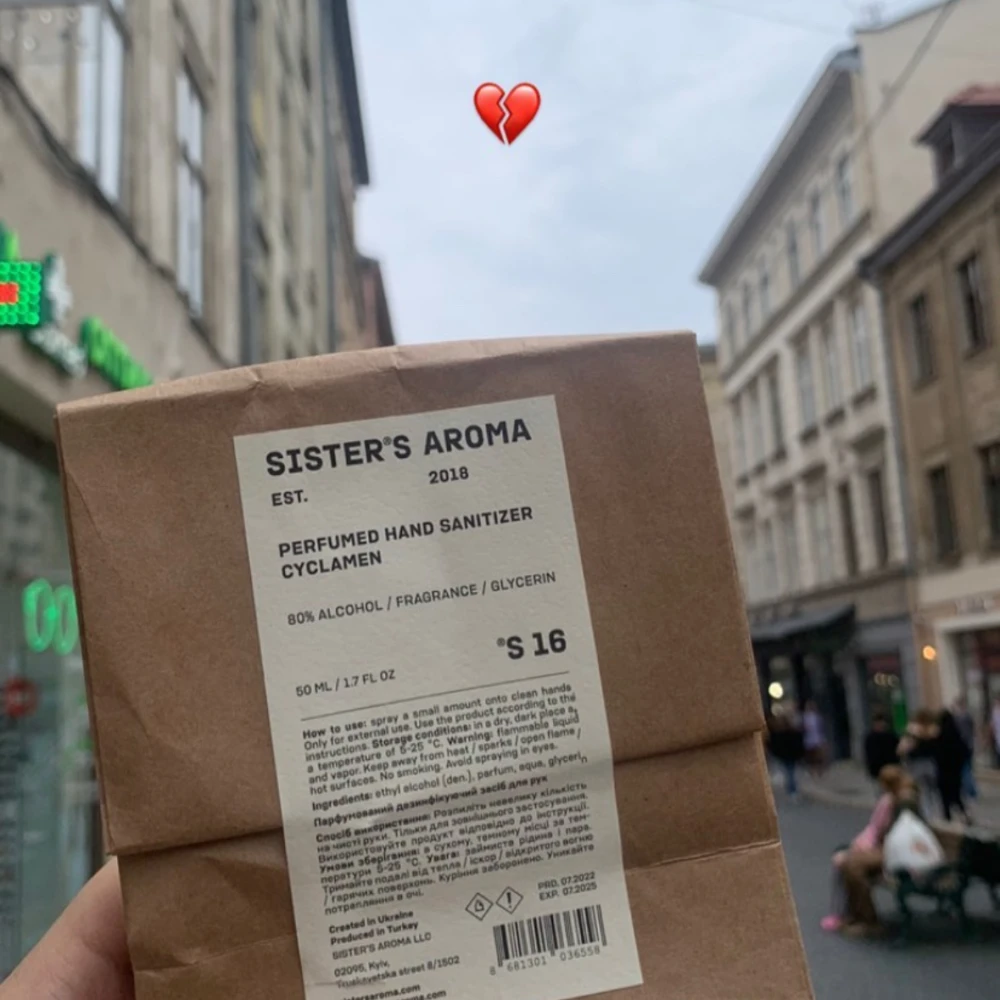 SISTER®S AROMA
EST. 2018
PERFUMED HAND SANITIZER
CYCLAMEN
80% ALCOHOL / FRAGRANCE / GLYCERIN
®S 16
50 ML / 1.7 FL OZ
How to use: spray a small amount onto clean hands
Only for external use. Use the product according to the
instructions. Storage conditions: in a dry, dark place at
a temperature of 5-25 °C. Warning: flammable liquid
and vapor. Keep away from heat / sparks / open flame /
hot surfaces. No smoking. Avoid spraying in eyes.
Ingredients: ethyl alcohol (den.), parfum, aqua, glycerin
Парфумований дезинфікуючий засіб для рук
Спосіб використання: Розпиліть невелику кількість
на чисті руки. Тільки для зовнішнього застосування.
Використовуйте продукт відповідно до інструкції.
Умови зберігання: в сухому, темному місці за тем-
ператури 5-25 °C. Увага: займиста рідина і пара.
Тримайте подалі від тепла / іскор / відкритого вогню
/ гарячих поверхонь. Куріння заборонено. Уникайте
потрапляння в очі.
PRD. 07.2022
EXP. 07.2025
Created in Ukraine
Produced in Turkey
SISTER'S AROMA LLC
02095, Kyiv,
Truskavetska street 8/1502
8 681301 036558